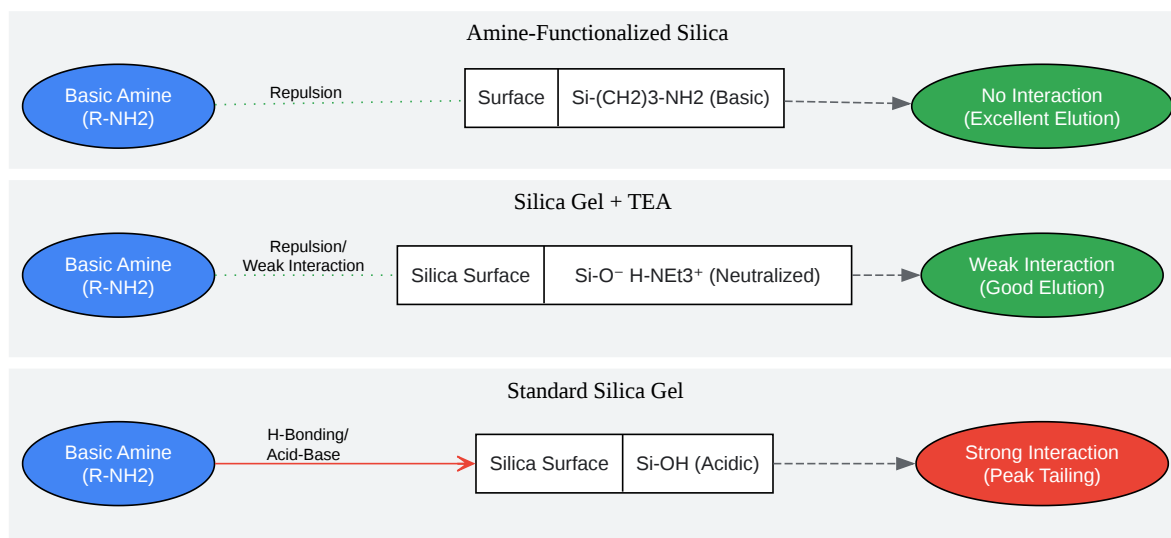 Amine-Functionalized Silica
Basic Amine
(R-NH2)
Repulsion
Surface
Si-(CH2)3-NH2 (Basic)
No Interaction
(Excellent Elution)
Silica Gel + TEA
Basic Amine
(R-NH2)
Repulsion/
Weak Interaction
Silica Surface
Si-O⁻ H-NEt3⁺ (Neutralized)
Weak Interaction
(Good Elution)
Standard Silica Gel
Basic Amine
(R-NH2)
H-Bonding/
Acid-Base
Silica Surface
Si-OH (Acidic)
Strong Interaction
(Peak Tailing)